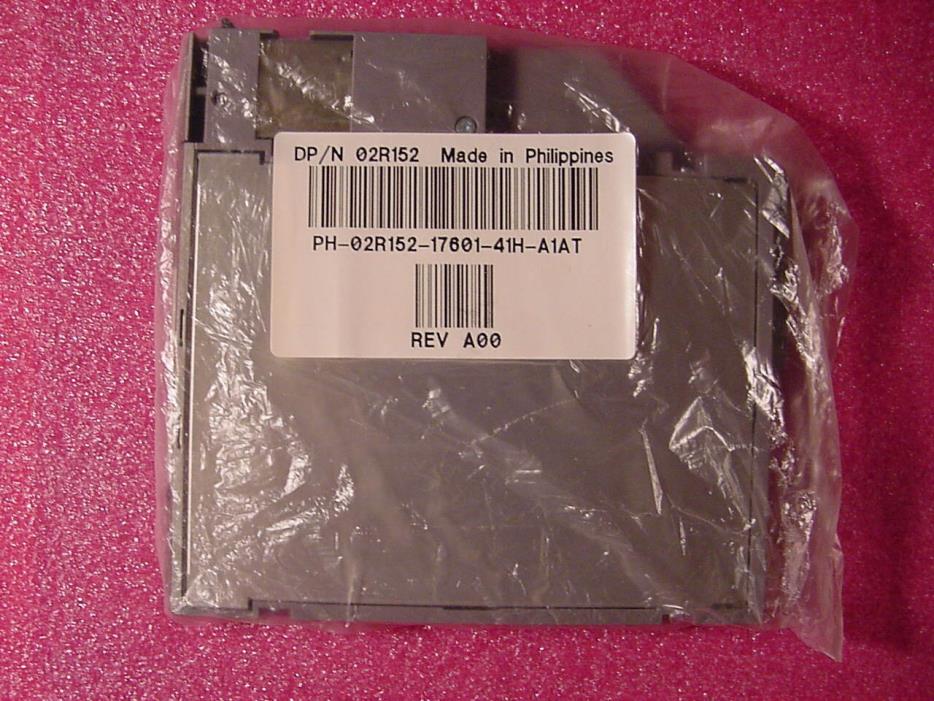 DP/N 02R152 Made in Philippines
PH-02R152-17601-41H-A1AT
REV A00